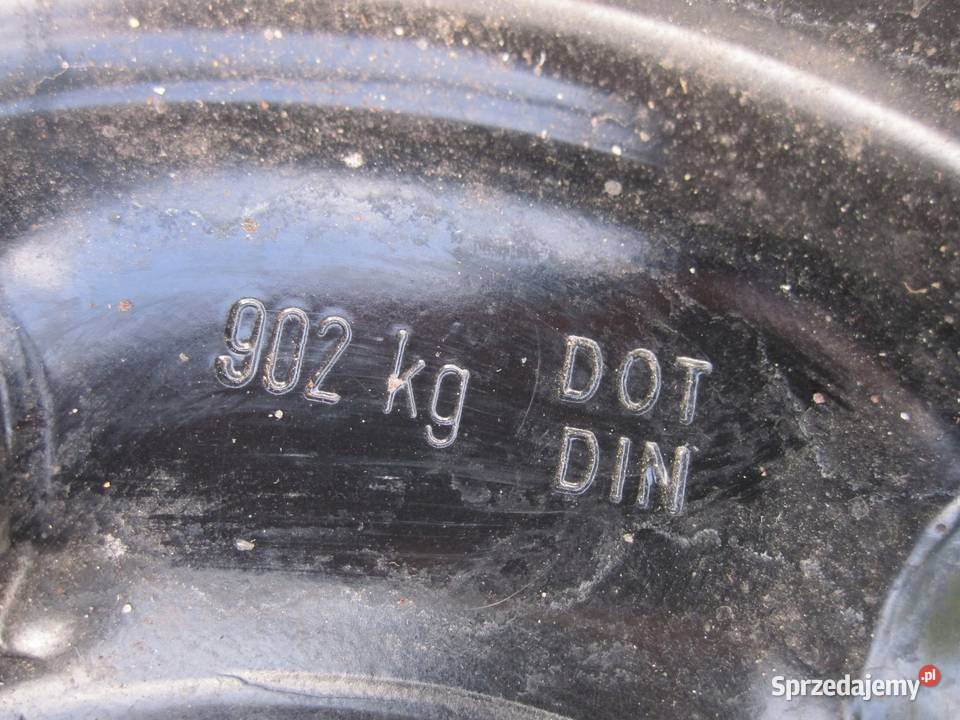 902 kg DOT
DIN
Sprzedajemy.pl